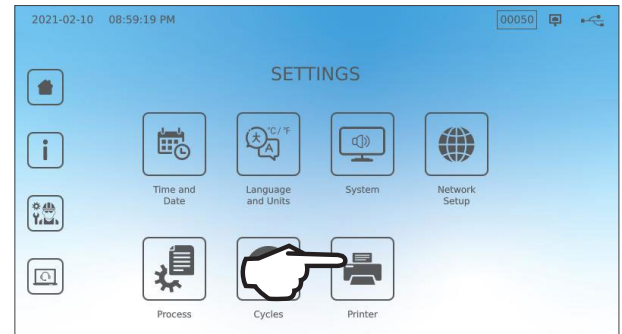 2021-02-10 08:59:19 PM 00050
SETTINGS
°C/ °F
大
A
Time and
Date
Language
and Units
System
Network
Setup
Process
Cycles
Printer